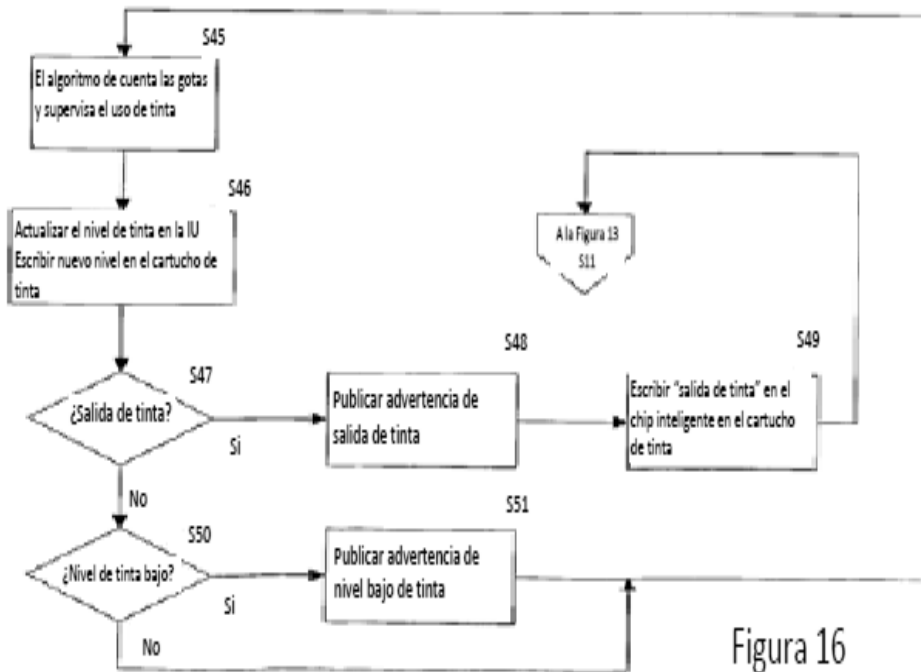 S45
El algoritmo de cuenta las gotas
y supervisa el uso de tinta
S46
Actualizar el nivel de tinta en la IU
Escribir nuevo nivel en el cartucho de
tinta
A la Figura 13
S11
S47
¿Salida de tinta?
Si
No
S48
Publicar advertencia de
salida de tinta
S49
Escribir “salida de tinta” en el
chip inteligente en el cartucho
de tinta
S50
¿Nivel de tinta bajo?
Si
No
S51
Publicar advertencia de
nivel bajo de tinta
Figura 16